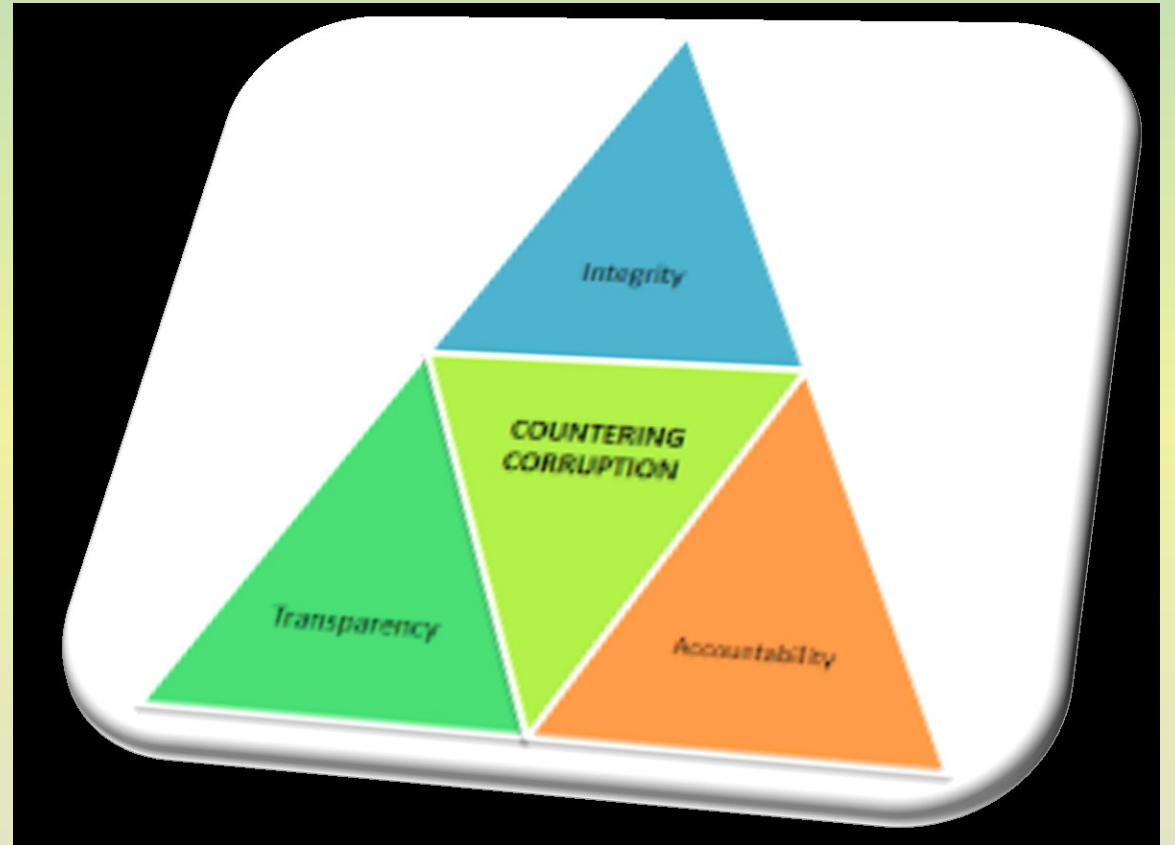 Integrity
COUNTERING
CORRUPTION
Transparency
Accountability